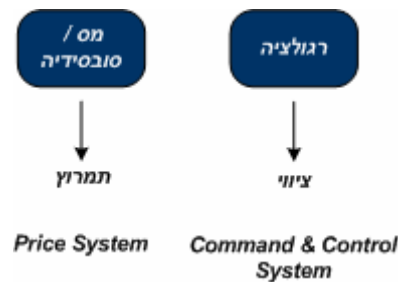 מס /
סובסידיה
רגולציה
תמרוץ
ציווי
Price System
Command & Control
System